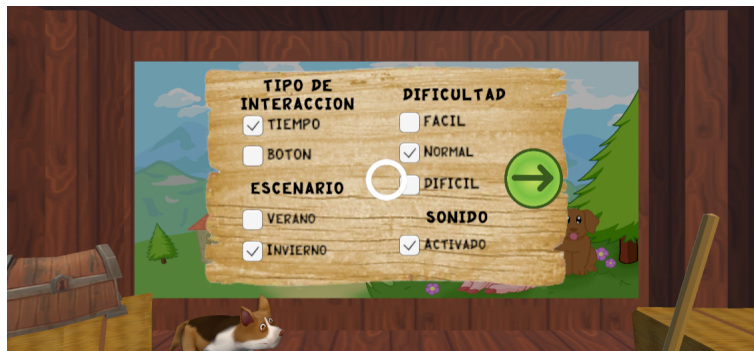 TIPO DE
INTERACCION
TIEMPO
BOTON
ESCENARIO
VERANO
INVIERNO
DIFICULTAD
FACIL
NORMAL
DIFICIL
SONIDO
ACTIVADO